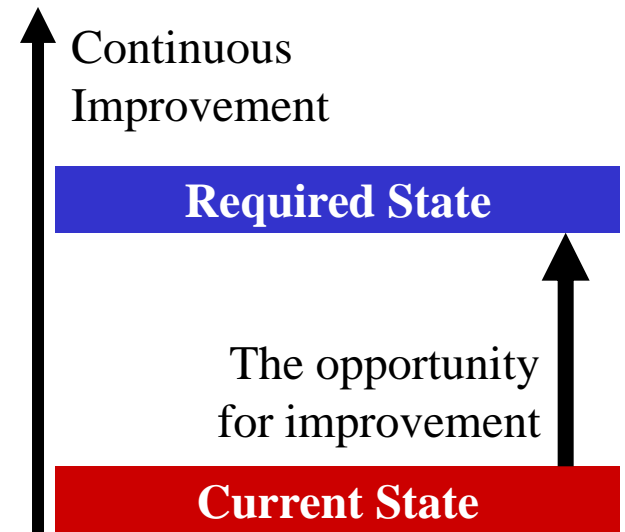 Continuous
Improvement
Required State
The opportunity
for improvement
Current State